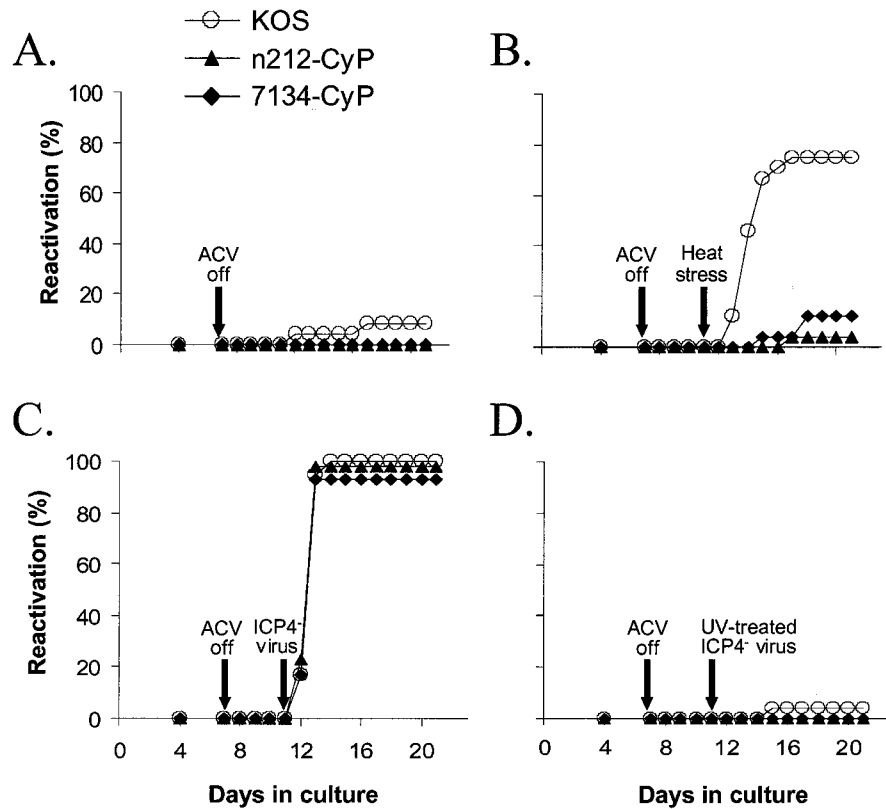 KOS
n212-CyP
7134-CyP
A.
Reactivation (%)
100
80
60
40
20
0
ACV
off
B.
ACV
off
Heat
stress
C.
Reactivation (%)
100
80
60
40
20
0
ACV
off
ICP4⁻
virus
0 4 8 12 16 20
Days in culture
D.
ACV
off
UV-treated
ICP4⁻ virus
0 4 8 12 16 20
Days in culture